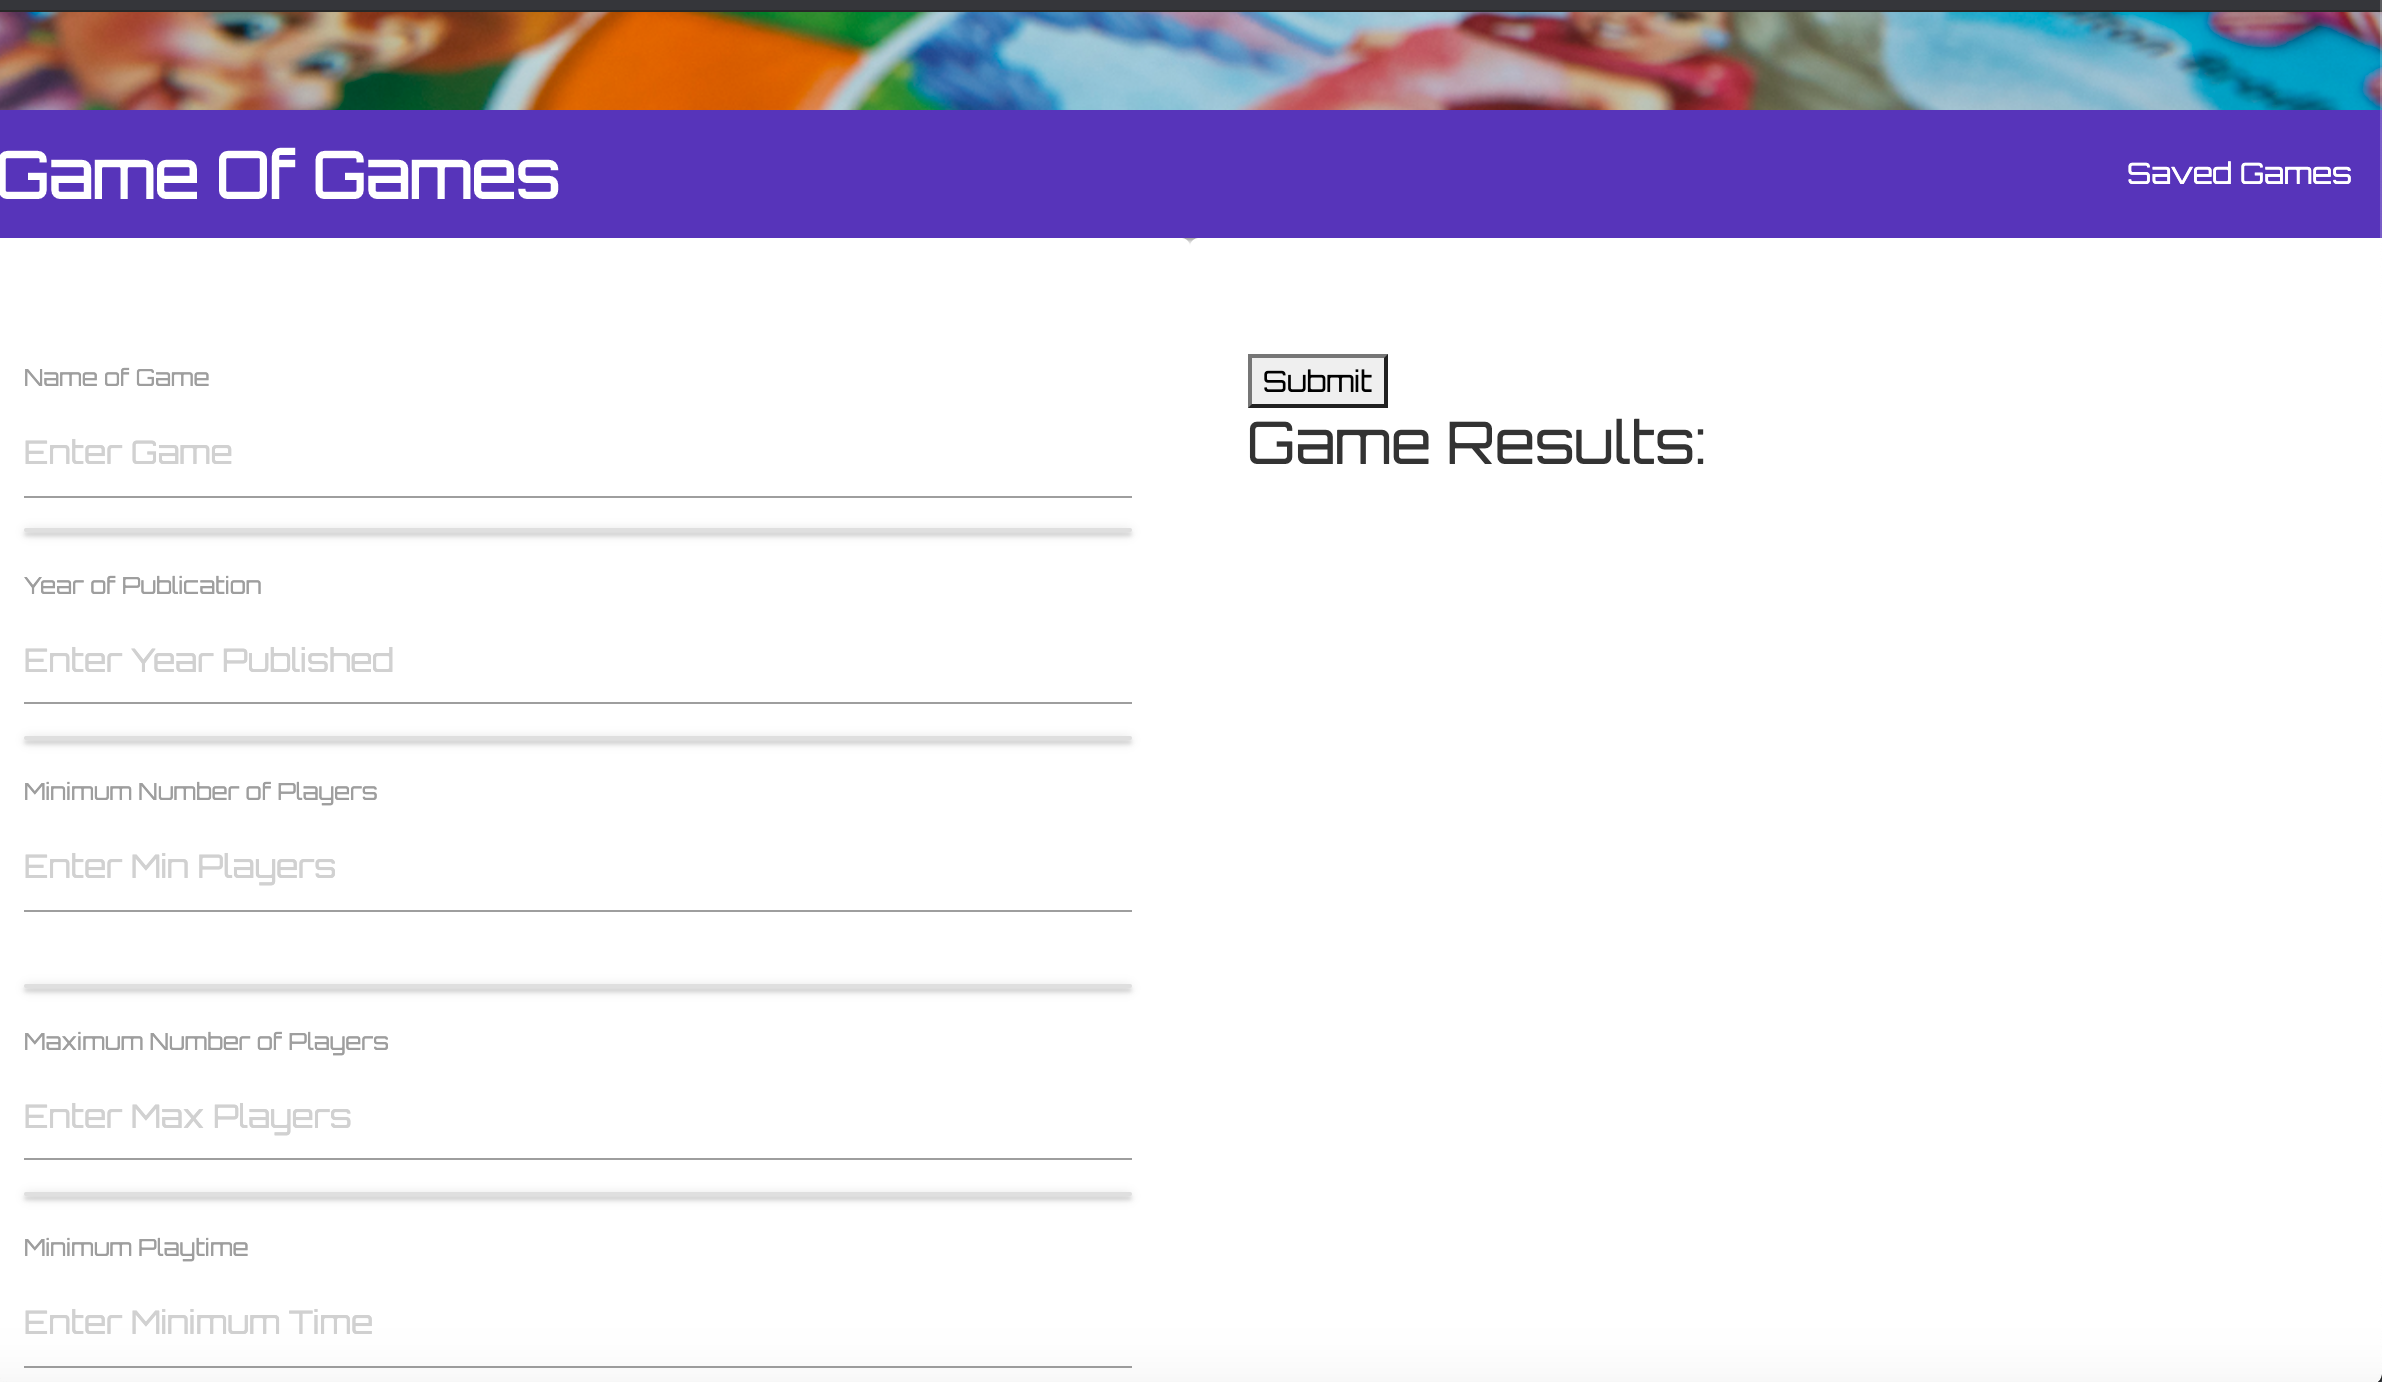 Game Of Games
Saved Games
Name of Game
Enter Game
Year of Publication
Enter Year Published
Minimum Number of Players
Enter Min Players
Maximum Number of Players
Enter Max Players
Minimum Playtime
Enter Minimum Time
Submit
Game Results: